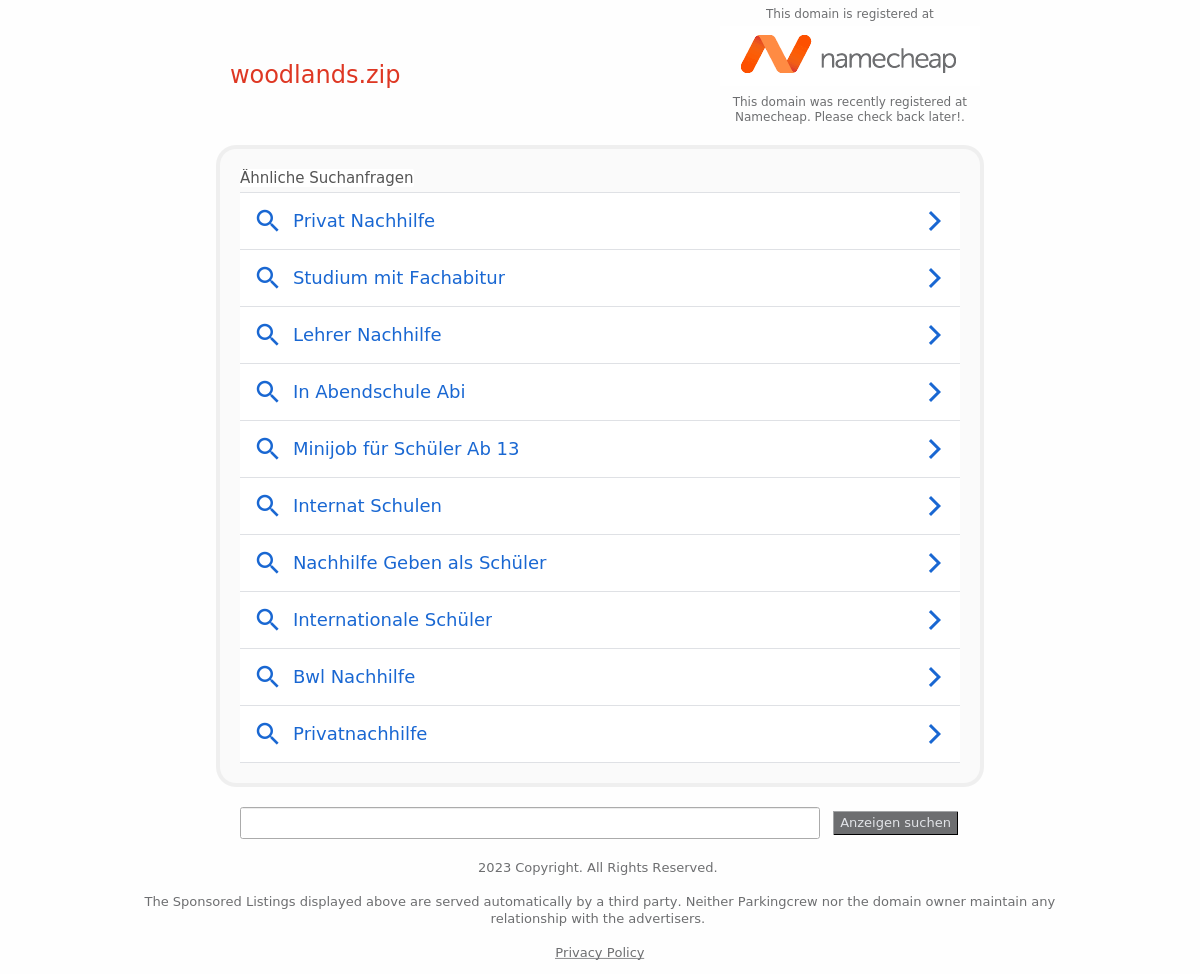 This domain is registered at
namecheap
woodlands.zip
This domain was recently registered at
Namecheap. Please check back later!.
Ähnliche Suchanfragen
Privat Nachhilfe
Studium mit Fachabitur
Lehrer Nachhilfe
In Abendschule Abi
Minijob für Schüler Ab 13
Internat Schulen
Nachhilfe Geben als Schüler
Internationale Schüler
Bwl Nachhilfe
Privatnachhilfe
Anzeigen suchen
2023 Copyright. All Rights Reserved.
The Sponsored Listings displayed above are served automatically by a third party. Neither Parkingcrew nor the domain owner maintain any
relationship with the advertisers.
Privacy Policy